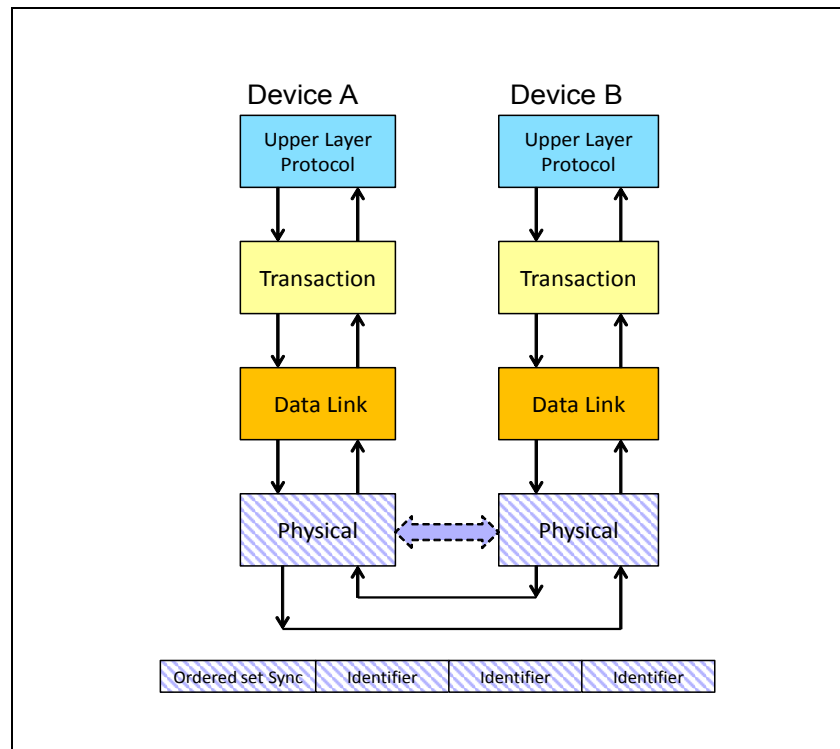 Device A
Device B
Upper Layer
Protocol
Upper Layer
Protocol
Transaction
Transaction
Data Link
Data Link
Physical
Physical
Ordered set Sync
Identifier
Identifier
Identifier